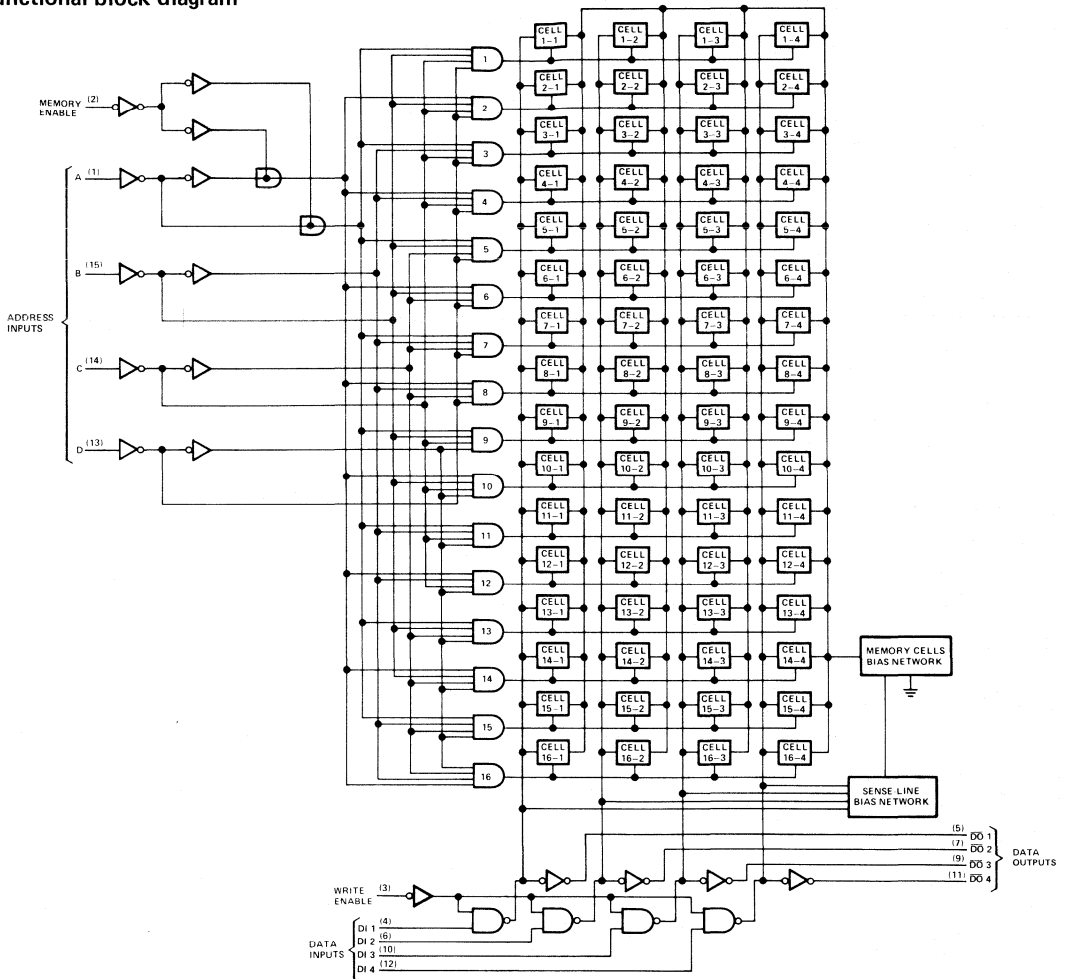 unctional block diagram
MEMORY ENABLE (2)
ADDRESS INPUTS
A (1)
B (15)
C (14)
D (13)
1
2
3
4
5
6
7
8
9
10
11
12
13
14
15
16
CELL 1-1 CELL 1-2 CELL 1-3 CELL 1-4
CELL 2-1 CELL 2-2 CELL 2-3 CELL 2-4
CELL 3-1 CELL 3-2 CELL 3-3 CELL 3-4
CELL 4-1 CELL 4-2 CELL 4-3 CELL 4-4
CELL 5-1 CELL 5-2 CELL 5-3 CELL 5-4
CELL 6-1 CELL 6-2 CELL 6-3 CELL 6-4
CELL 7-1 CELL 7-2 CELL 7-3 CELL 7-4
CELL 8-1 CELL 8-2 CELL 8-3 CELL 8-4
CELL 9-1 CELL 9-2 CELL 9-3 CELL 9-4
CELL 10-1 CELL 10-2 CELL 10-3 CELL 10-4
CELL 11-1 CELL 11-2 CELL 11-3 CELL 11-4
CELL 12-1 CELL 12-2 CELL 12-3 CELL 12-4
CELL 13-1 CELL 13-2 CELL 13-3 CELL 13-4
CELL 14-1 CELL 14-2 CELL 14-3 CELL 14-4
CELL 15-1 CELL 15-2 CELL 15-3 CELL 15-4
CELL 16-1 CELL 16-2 CELL 16-3 CELL 16-4
MEMORY CELLS
BIAS NETWORK
SENSE-LINE
BIAS NETWORK
(5) D̅O̅ 1
(7) D̅O̅ 2
(9) D̅O̅ 3
(11) D̅O̅ 4
DATA
OUTPUTS
WRITE ENABLE (3)
DATA
INPUTS
DI 1 (4)
DI 2 (6)
DI 3 (10)
DI 4 (12)